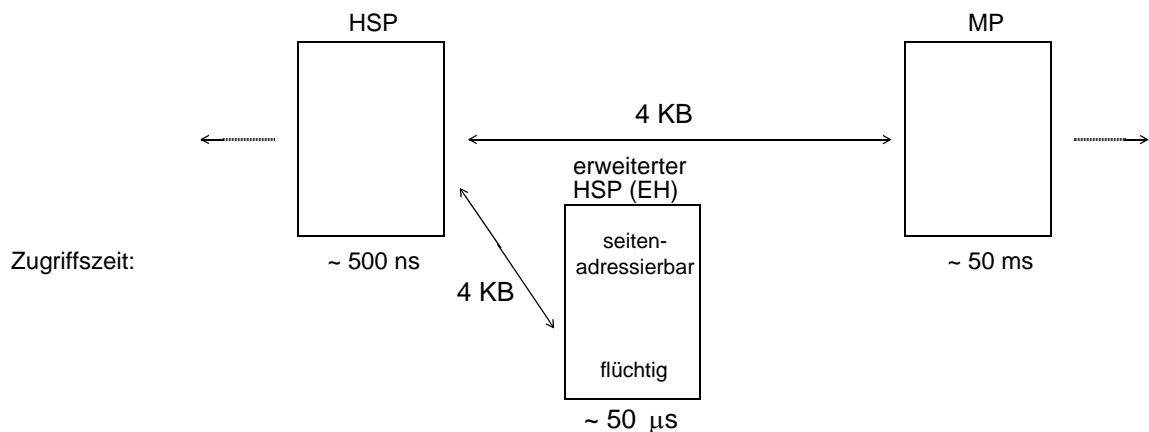 HSP
MP
4 KB
erweiterter
HSP (EH)
seiten-
adressierbar
Zugriffszeit:
~ 500 ns
~ 50 ms
4 KB
flüchtig
~ 50 µs